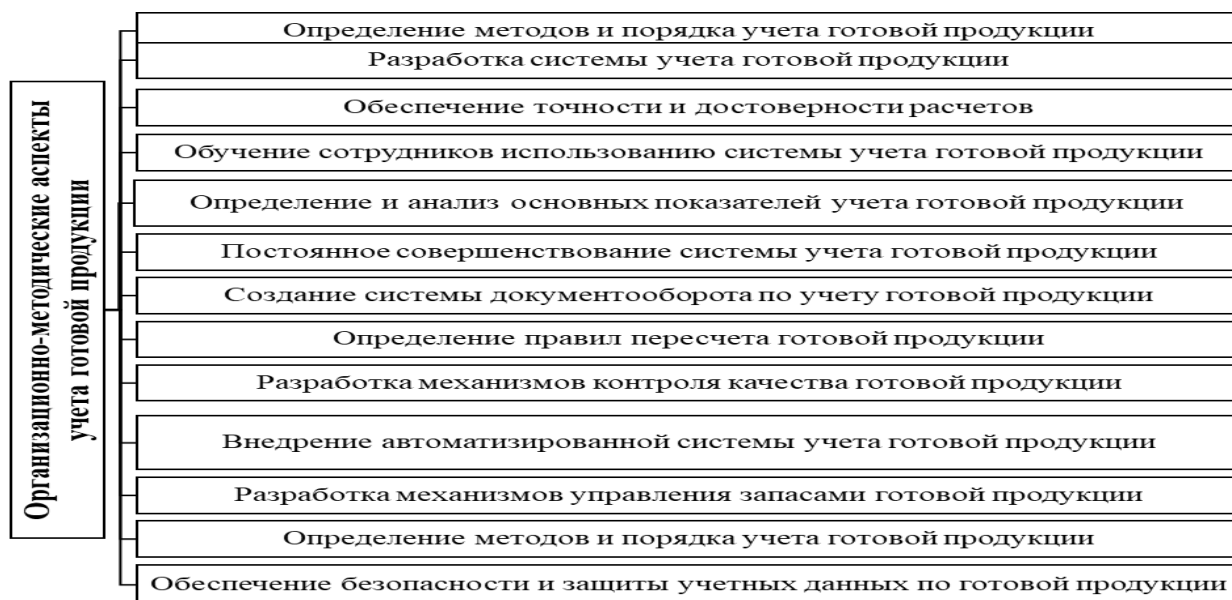 Организационно-методические аспекты
учета готовой продукции
Определение методов и порядка учета готовой продукции
Разработка системы учета готовой продукции
Обеспечение точности и достоверности расчетов
Обучение сотрудников использованию системы учета готовой продукции
Определение и анализ основных показателей учета готовой продукции
Постоянное совершенствование системы учета готовой продукции
Создание системы документооборота по учету готовой продукции
Определение правил пересчета готовой продукции
Разработка механизмов контроля качества готовой продукции
Внедрение автоматизированной системы учета готовой продукции
Разработка механизмов управления запасами готовой продукции
Определение методов и порядка учета готовой продукции
Обеспечение безопасности и защиты учетных данных по готовой продукции